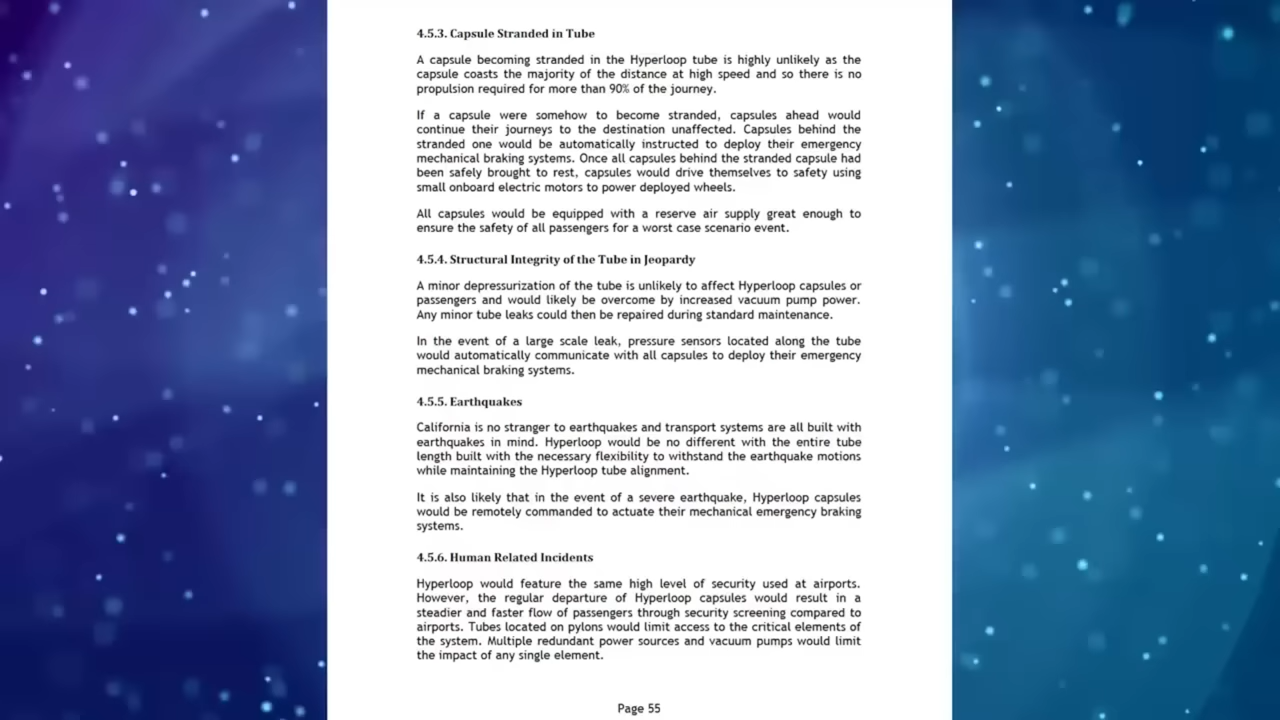 4.5.3. Capsule Stranded in Tube
A capsule becoming stranded in the Hyperloop tube is highly unlikely as the
capsule coasts the majority of the distance at high speed and so there is no
propulsion required for more than 90% of the journey.
If a capsule were somehow to become stranded, capsules ahead would
continue their journeys to the destination unaffected. Capsules behind the
stranded one would be automatically instructed to deploy their emergency
mechanical braking systems. Once all capsules behind the stranded capsule had
been safely brought to rest, capsules would drive themselves to safety using
small onboard electric motors to power deployed wheels.
All capsules would be equipped with a reserve air supply great enough to
ensure the safety of all passengers for a worst case scenario event.
4.5.4. Structural Integrity of the Tube in Jeopardy
A minor depressurization of the tube is unlikely to affect Hyperloop capsules or
passengers and would likely be overcome by increased vacuum pump power.
Any minor tube leaks could then be repaired during standard maintenance.
In the event of a large scale leak, pressure sensors located along the tube
would automatically communicate with all capsules to deploy their emergency
mechanical braking systems.
4.5.5. Earthquakes
California is no stranger to earthquakes and transport systems are all built with
earthquakes in mind. Hyperloop would be no different with the entire tube
length built with the necessary flexibility to withstand the earthquake motions
while maintaining the Hyperloop tube alignment.
It is also likely that in the event of a severe earthquake, Hyperloop capsules
would be remotely commanded to actuate their mechanical emergency braking
systems.
4.5.6. Human Related Incidents
Hyperloop would feature the same high level of security used at airports.
However, the regular departure of Hyperloop capsules would result in a
steadier and faster flow of passengers through security screening compared to
airports. Tubes located on pylons would limit access to the critical elements of
the system. Multiple redundant power sources and vacuum pumps would limit
the impact of any single element.
Page 55